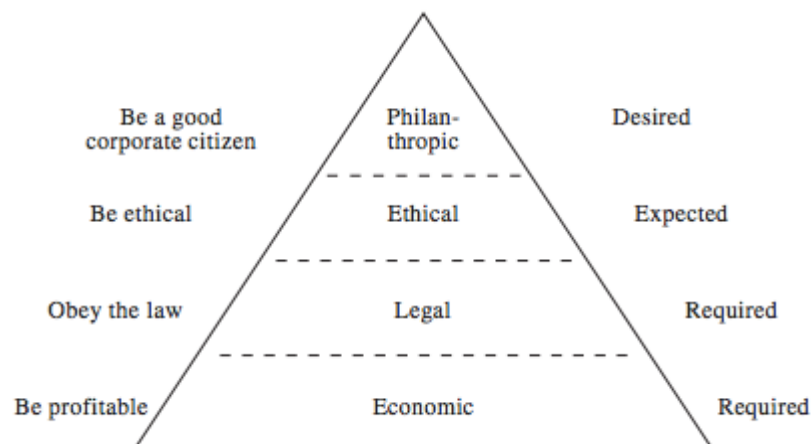 Be a good
corporate citizen
Philan-
thropic
Desired
Be ethical
Ethical
Expected
Obey the law
Legal
Required
Be profitable
Economic
Required